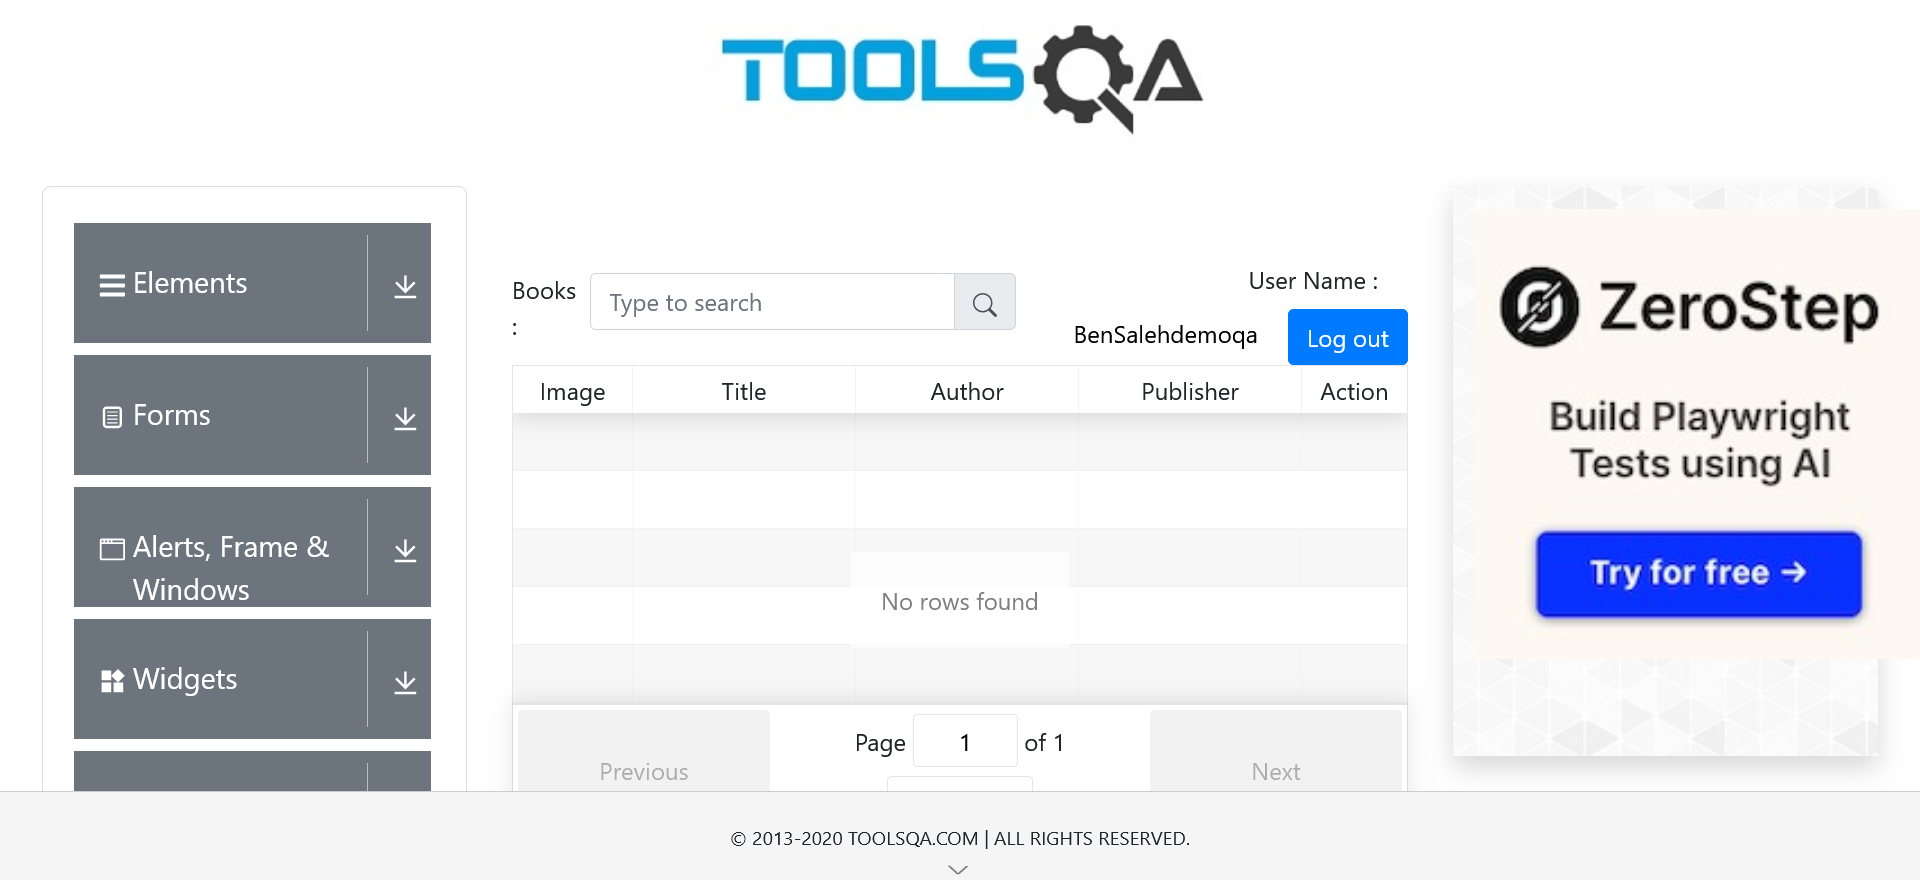 TOOLSQA
Elements
Forms
Alerts, Frame &
Windows
Widgets
Books
:
Type to search
User Name :
BenSalehdemoqa
Log out
Image Title Author Publisher Action
No rows found
Previous
Page 1 of 1
Next
ZeroStep
Build Playwright
Tests using AI
Try for free →
© 2013-2020 TOOLSQA.COM | ALL RIGHTS RESERVED.